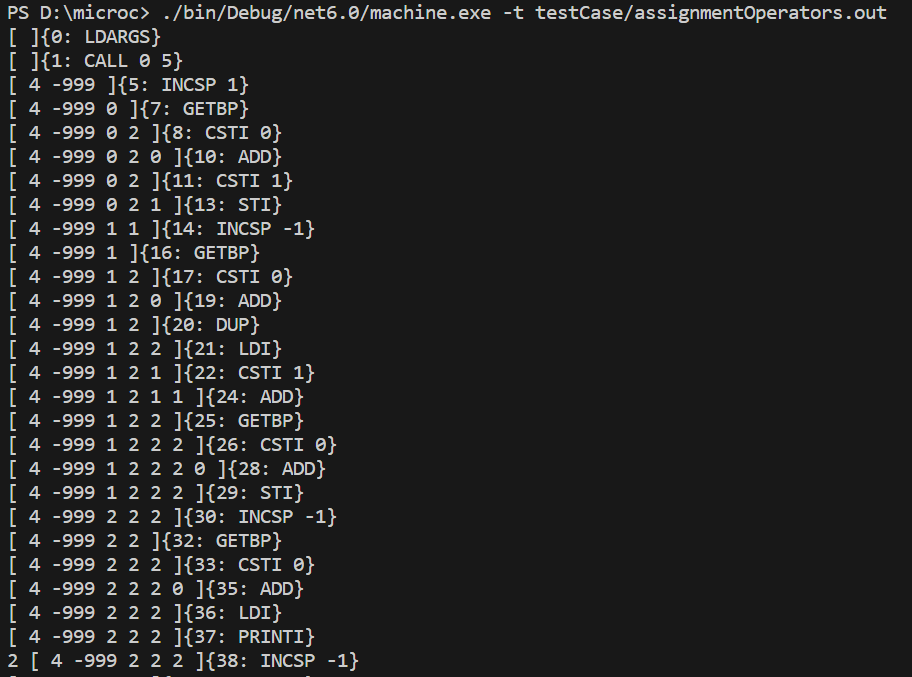 PS D:\microc> ./bin/Debug/net6.0/machine.exe -t testCase/assignmentOperators.out
[ ]{0: LDARGS}
[ ]{1: CALL 0 5}
[ 4 -999 ]{5: INCSP 1}
[ 4 -999 0 ]{7: GETBP}
[ 4 -999 0 2 ]{8: CSTI 0}
[ 4 -999 0 2 0 ]{10: ADD}
[ 4 -999 0 2 ]{11: CSTI 1}
[ 4 -999 0 2 1 ]{13: STI}
[ 4 -999 1 1 ]{14: INCSP -1}
[ 4 -999 1 ]{16: GETBP}
[ 4 -999 1 2 ]{17: CSTI 0}
[ 4 -999 1 2 0 ]{19: ADD}
[ 4 -999 1 2 ]{20: DUP}
[ 4 -999 1 2 2 ]{21: LDI}
[ 4 -999 1 2 1 ]{22: CSTI 1}
[ 4 -999 1 2 1 1 ]{24: ADD}
[ 4 -999 1 2 2 ]{25: GETBP}
[ 4 -999 1 2 2 2 ]{26: CSTI 0}
[ 4 -999 1 2 2 2 0 ]{28: ADD}
[ 4 -999 1 2 2 2 ]{29: STI}
[ 4 -999 2 2 2 ]{30: INCSP -1}
[ 4 -999 2 2 ]{32: GETBP}
[ 4 -999 2 2 2 ]{33: CSTI 0}
[ 4 -999 2 2 2 0 ]{35: ADD}
[ 4 -999 2 2 2 ]{36: LDI}
[ 4 -999 2 2 2 ]{37: PRINTI}
2 [ 4 -999 2 2 2 ]{38: INCSP -1}